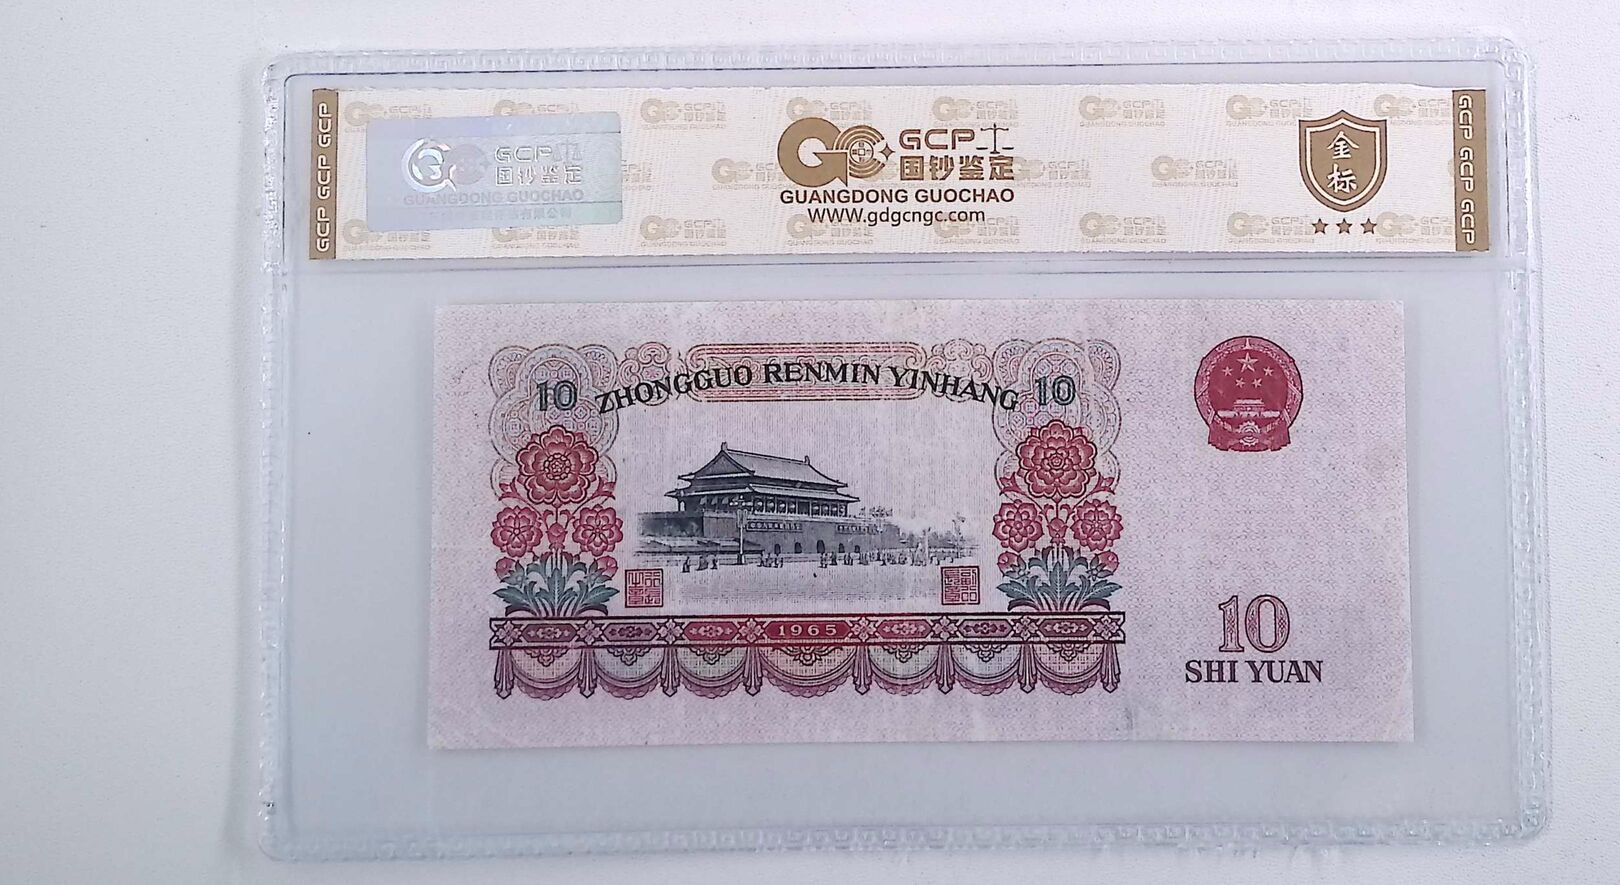 GCP GCP GCP
GCP
国钞鉴定
GUANGDONG GUOCHAO
GCP
国钞鉴定
GUANGDONG GUOCHAO
WWW.gdgcngc.com
金标
GCP GCP GCP
10 ZHONGGUO RENMIN YINHANG 10
1965
10
SHI YUAN